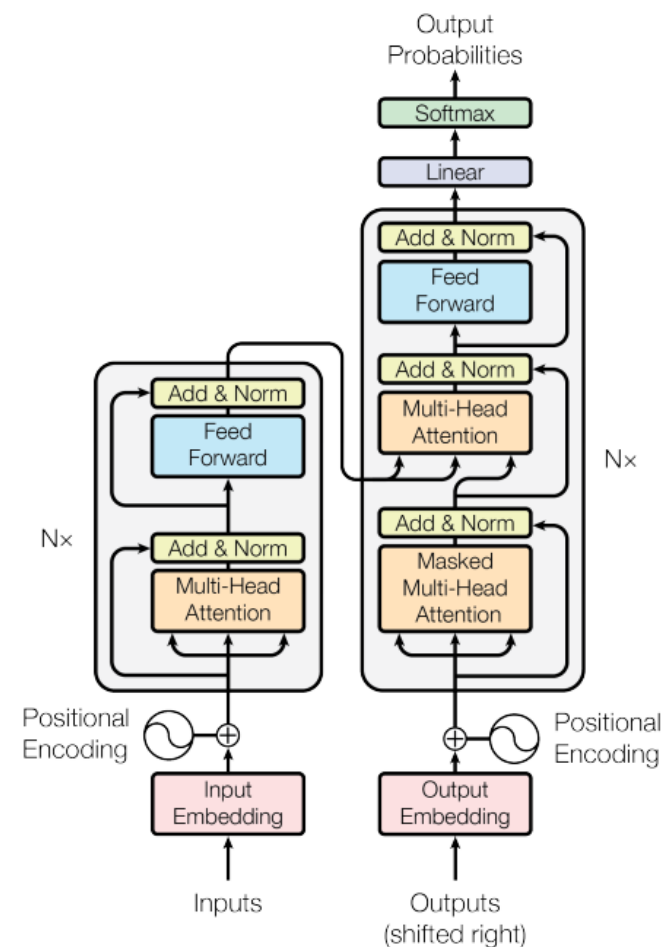 Output
Probabilities
Softmax
Linear
Add & Norm
Feed
Forward
Add & Norm
Multi-Head
Attention
Nx
Add & Norm
Masked
Multi-Head
Attention
Add & Norm
Feed
Forward
Nx
Add & Norm
Multi-Head
Attention
Positional
Encoding
Positional
Encoding
Input
Embedding
Output
Embedding
Inputs
Outputs
(shifted right)